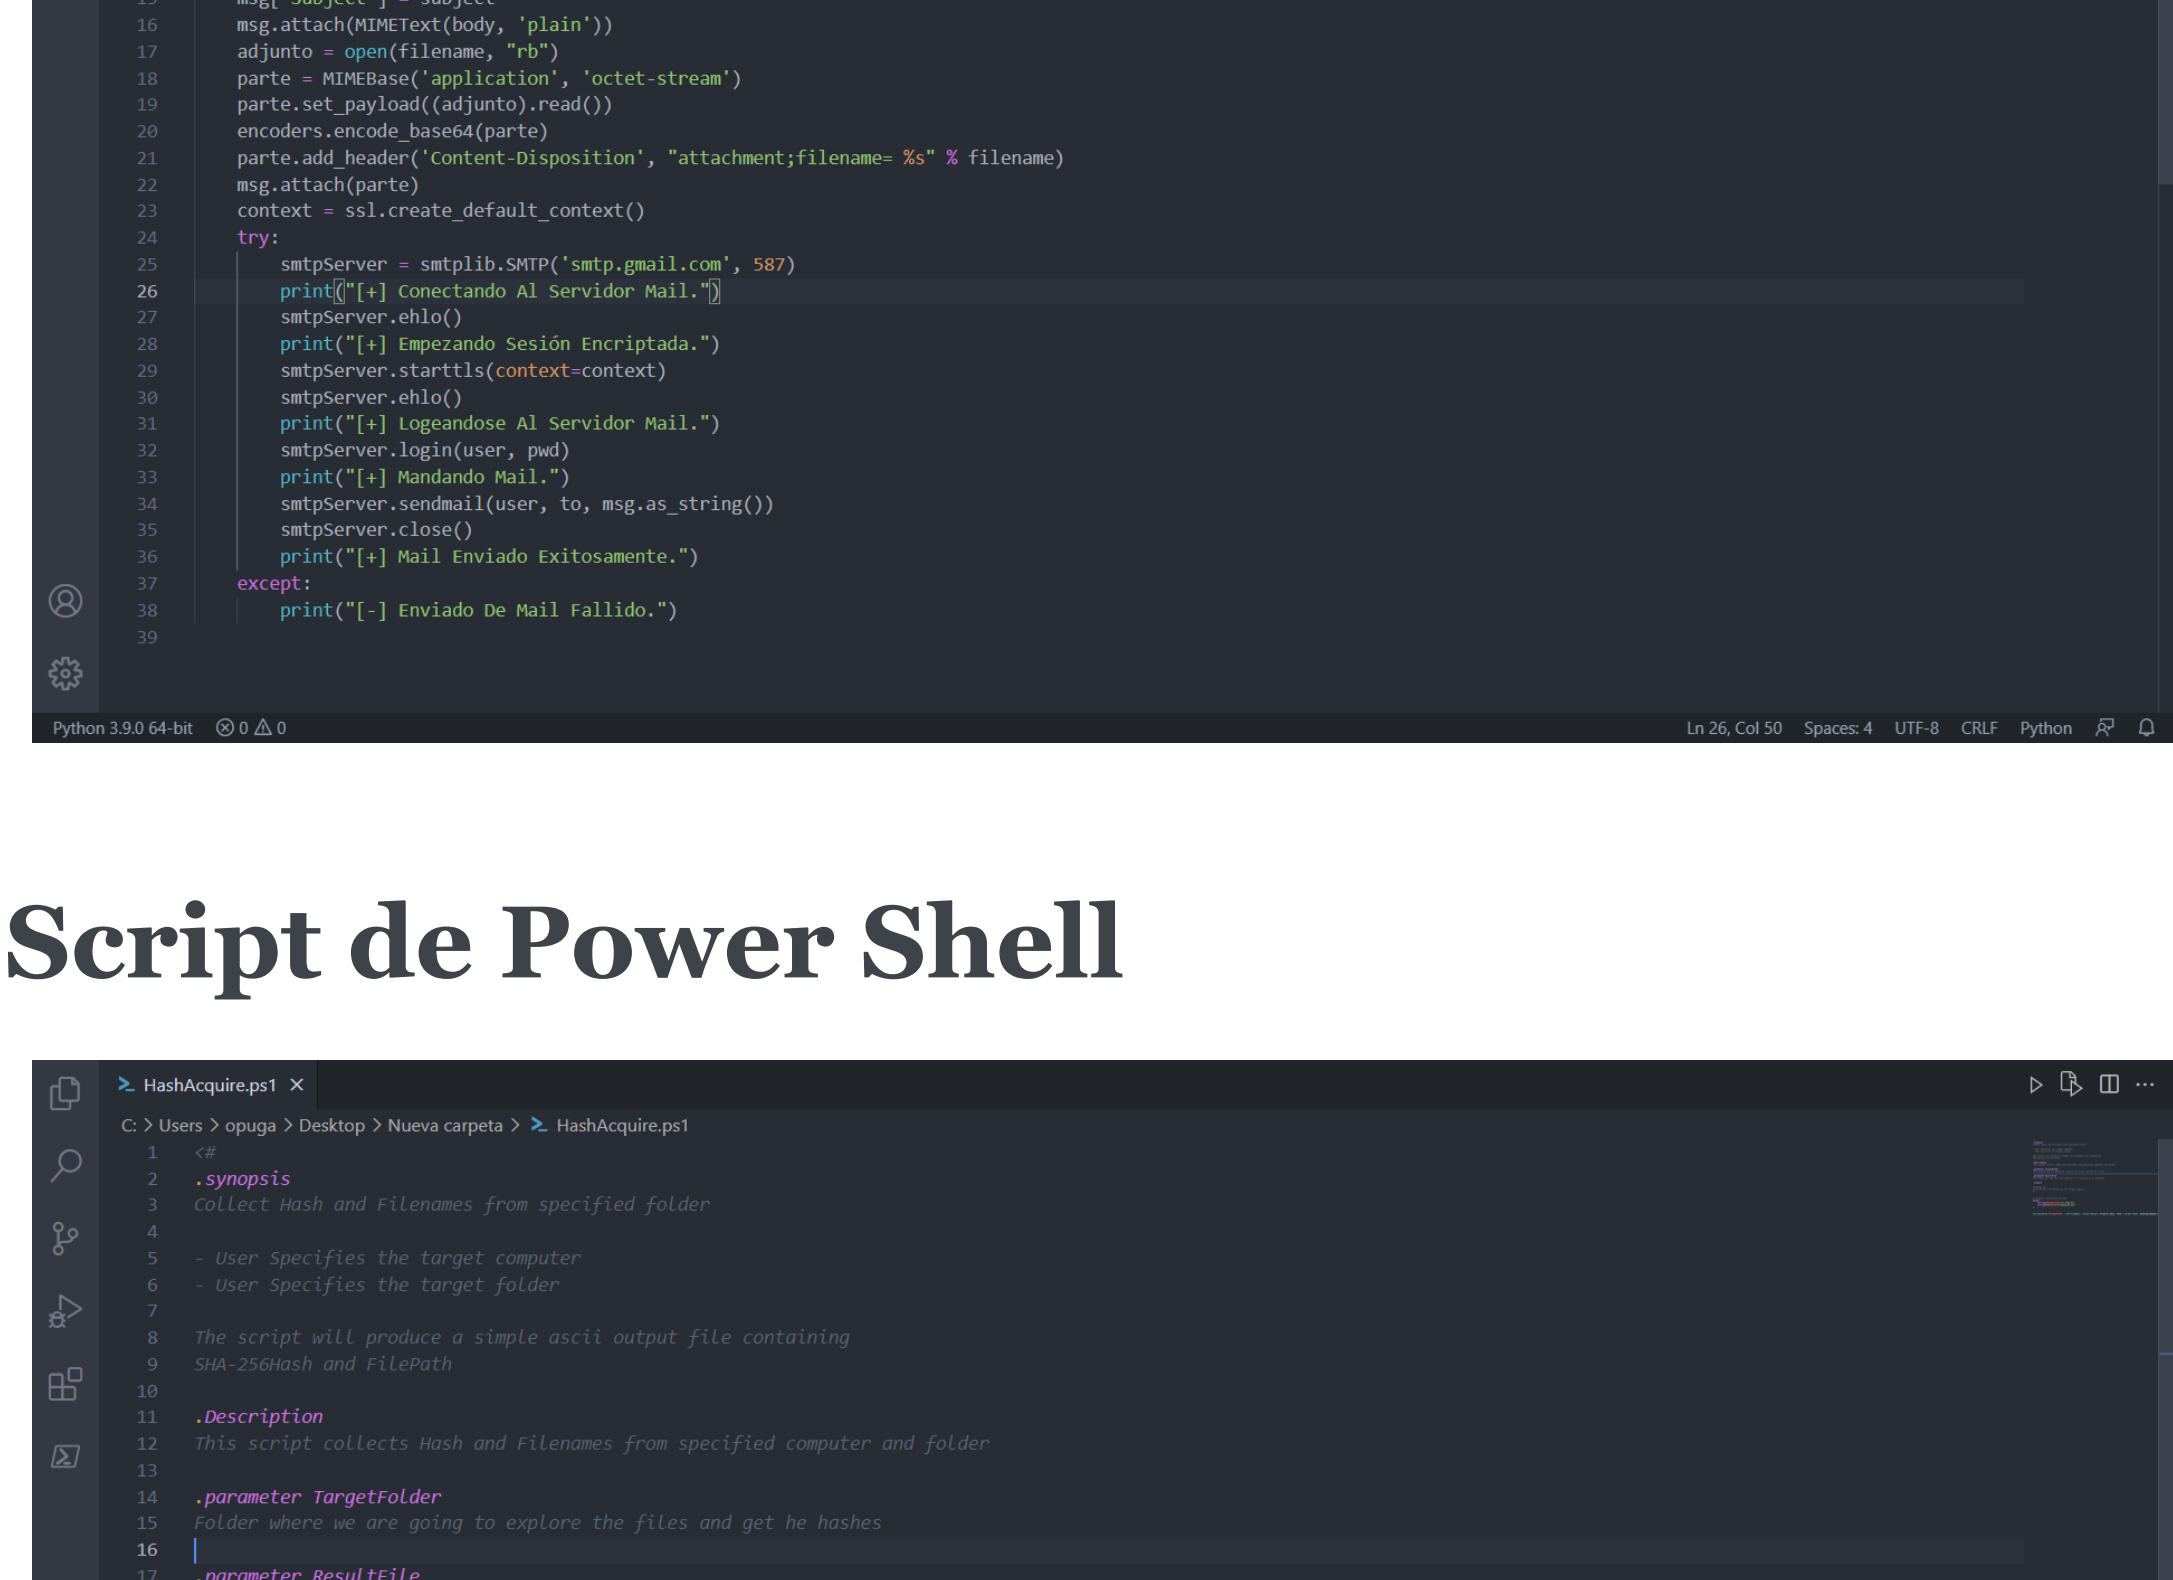 15 msg['Subject'] = subject
16 msg.attach(MIMEText(body, 'plain'))
17 adjunto = open(filename, "rb")
18 parte = MIMEBase('application', 'octet-stream')
19 parte.set_payload((adjunto).read())
20 encoders.encode_base64(parte)
21 parte.add_header('Content-Disposition', "attachment;filename= %s" % filename)
22 msg.attach(parte)
23 context = ssl.create_default_context()
24 try:
25 smtpServer = smtplib.SMTP('smtp.gmail.com', 587)
26 print("[+] Conectando Al Servidor Mail.")
27 smtpServer.ehlo()
28 print("[+] Empezando Sesión Encriptada.")
29 smtpServer.starttls(context=context)
30 smtpServer.ehlo()
31 print("[+] Logeandose Al Servidor Mail.")
32 smtpServer.login(user, pwd)
33 print("[+] Mandando Mail.")
34 smtpServer.sendmail(user, to, msg.as_string())
35 smtpServer.close()
36 print("[+] Mail Enviado Exitosamente.")
37 except:
38 print("[-] Enviado De Mail Fallido.")
39
Python 3.9.0 64-bit 0 0 Ln 26, Col 50 Spaces: 4 UTF-8 CRLF Python
Script de Power Shell
HashAcquire.ps1
C: > Users > opuga > Desktop > Nueva carpeta > HashAcquire.ps1
1 <#
2 .synopsis
3 Collect Hash and Filenames from specified folder
4
5 - User Specifies the target computer
6 - User Specifies the target folder
7
8 The script will produce a simple ascii output file containing
9 SHA-256Hash and FilePath
10
11 .Description
12 This script collects Hash and Filenames from specified computer and folder
13
14 .parameter TargetFolder
15 Folder where we are going to explore the files and get he hashes
16
17 .parameter ResultFile